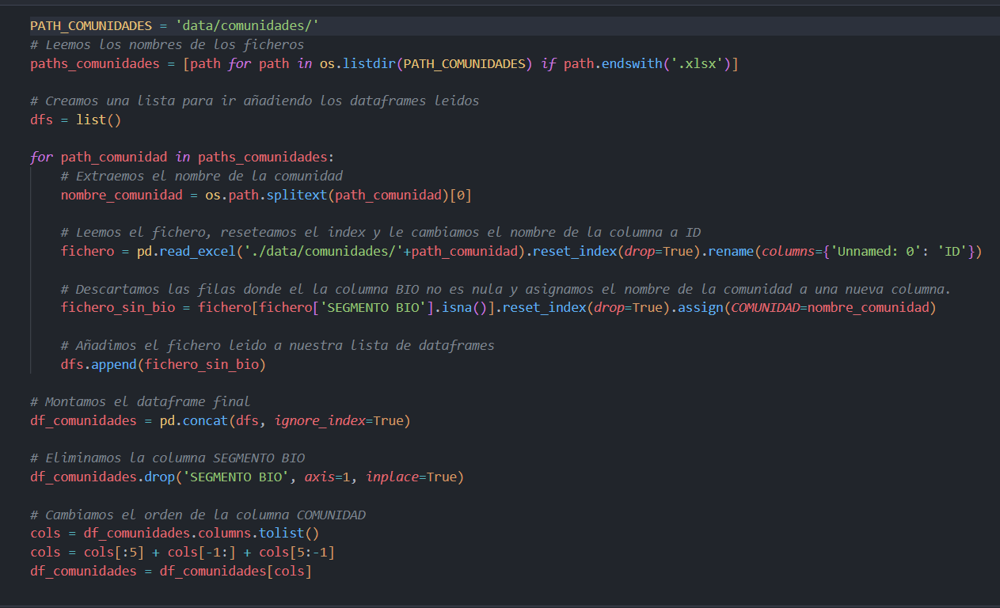 PATH_COMUNIDADES = 'data/comunidades/'
# Leemos los nombres de los ficheros
paths_comunidades = [path for path in os.listdir(PATH_COMUNIDADES) if path.endswith('.xlsx')]

# Creamos una lista para ir añadiendo los dataframes leidos
dfs = list()

for path_comunidad in paths_comunidades:
    # Extraemos el nombre de la comunidad
    nombre_comunidad = os.path.splitext(path_comunidad)[0]

    # Leemos el fichero, reseteamos el index y le cambiamos el nombre de la columna a ID
    fichero = pd.read_excel('./data/comunidades/'+path_comunidad).reset_index(drop=True).rename(columns={'Unnamed: 0': 'ID'})

    # Descartamos las filas donde el la columna BIO no es nula y asignamos el nombre de la comunidad a una nueva columna.
    fichero_sin_bio = fichero[fichero['SEGMENTO BIO'].isna()].reset_index(drop=True).assign(COMUNIDAD=nombre_comunidad)

    # Añadimos el fichero leido a nuestra lista de dataframes
    dfs.append(fichero_sin_bio)

# Montamos el dataframe final
df_comunidades = pd.concat(dfs, ignore_index=True)

# Eliminamos la columna SEGMENTO BIO
df_comunidades.drop('SEGMENTO BIO', axis=1, inplace=True)

# Cambiamos el orden de la columna COMUNIDAD
cols = df_comunidades.columns.tolist()
cols = cols[:5] + cols[-1:] + cols[5:-1]
df_comunidades = df_comunidades[cols]